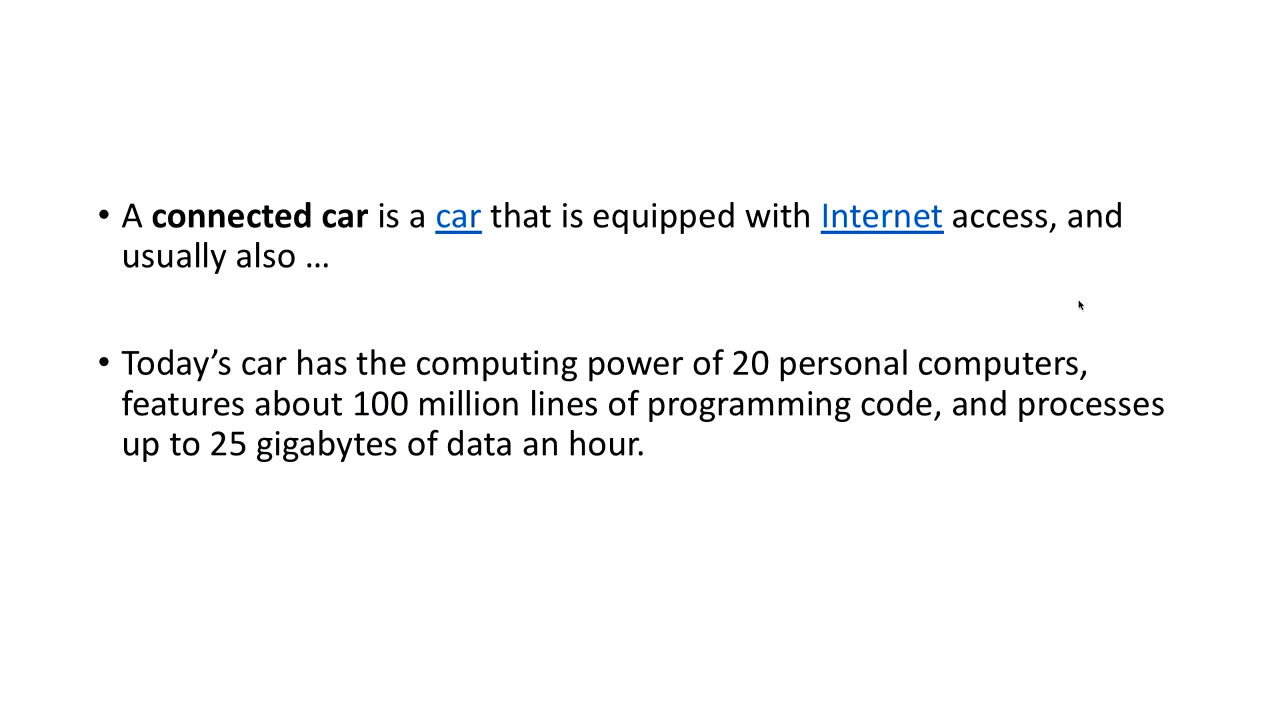 • A connected car is a car that is equipped with Internet access, and
usually also …
• Today’s car has the computing power of 20 personal computers,
features about 100 million lines of programming code, and processes
up to 25 gigabytes of data an hour.